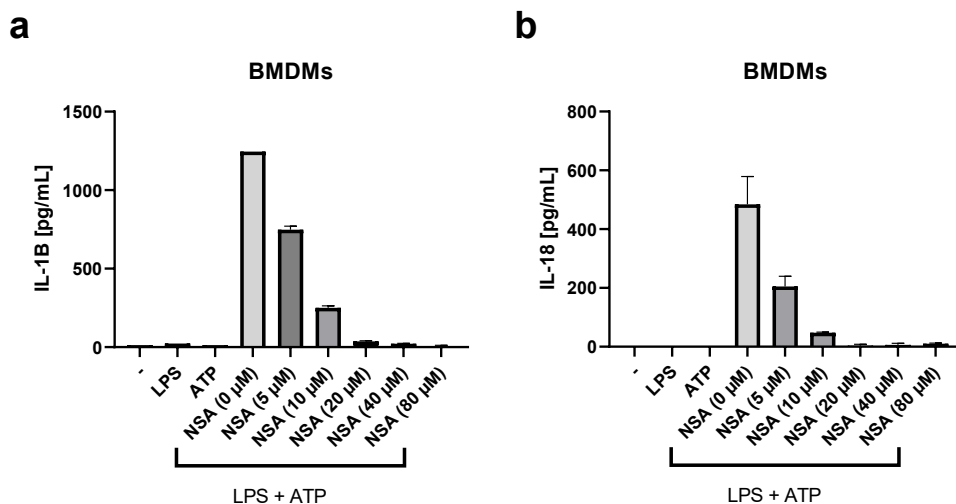 a
BMDMs
IL-1B [pg/mL]
1500
1000
500
0
-
LPS
ATP
NSA (0 µM)
NSA (5 µM)
NSA (10 µM)
NSA (20 µM)
NSA (40 µM)
NSA (80 µM)
LPS + ATP
b
BMDMs
IL-18 [pg/mL]
800
600
400
200
0
-
LPS
ATP
NSA (0 µM)
NSA (5 µM)
NSA (10 µM)
NSA (20 µM)
NSA (40 µM)
NSA (80 µM)
LPS + ATP